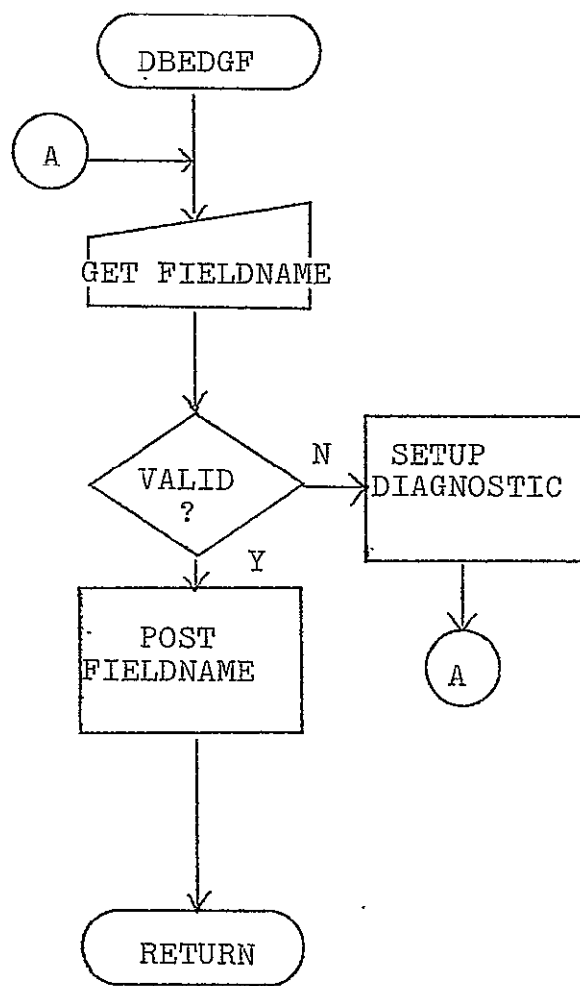 DBEDGF
A
GET FIELDNAME
VALID
?
N
SETUP
DIAGNOSTIC
Y
POST
FIELDNAME
A
RETURN